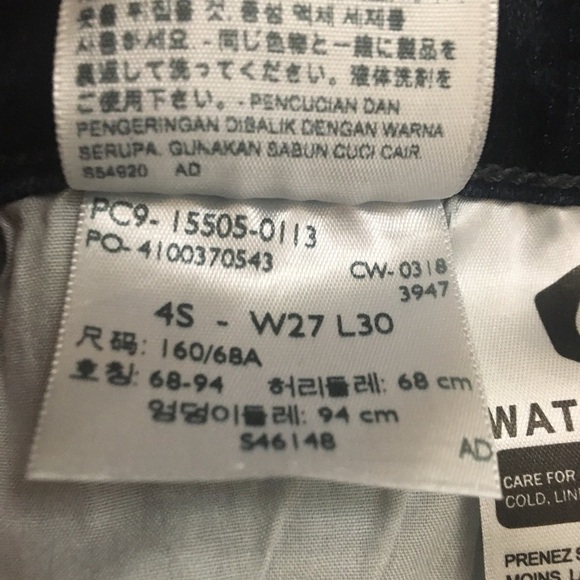 옷을 뒤집을 것. 중성 액체 세제를
사용하세요. - 同じ色物と一緒に製品を
裏返して洗ってください。液体洗剤を
ご使用下さい。- PENCUCIAN DAN
PENGERINGAN DIBALIK DENGAN WARNA
SERUPA. GUNAKAN SABUN CUCI CAIR.
S54920 AD
PC9- 15505-0113
PO- 4100370543
CW- 0318
3947
4S - W27 L30
尺码: 160/68A
호칭: 68-94 허리둘레: 68 cm
엉덩이둘레: 94 cm
S46148
AD
WAT
CARE FOR
COLD, LIN
PRENEZ S
MOINS, L